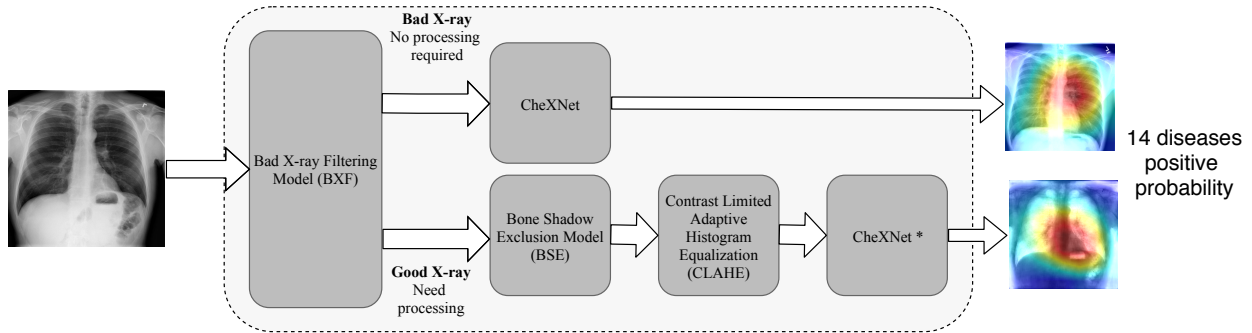 Bad X-ray
No processing
required
CheXNet
Bad X-ray Filtering
Model (BXF)
14 diseases
positive
probability
Bone Shadow
Exclusion Model
(BSE)
Contrast Limited
Adaptive
Histogram
Equalization
(CLAHE)
CheXNet *
Good X-ray
Need
processing